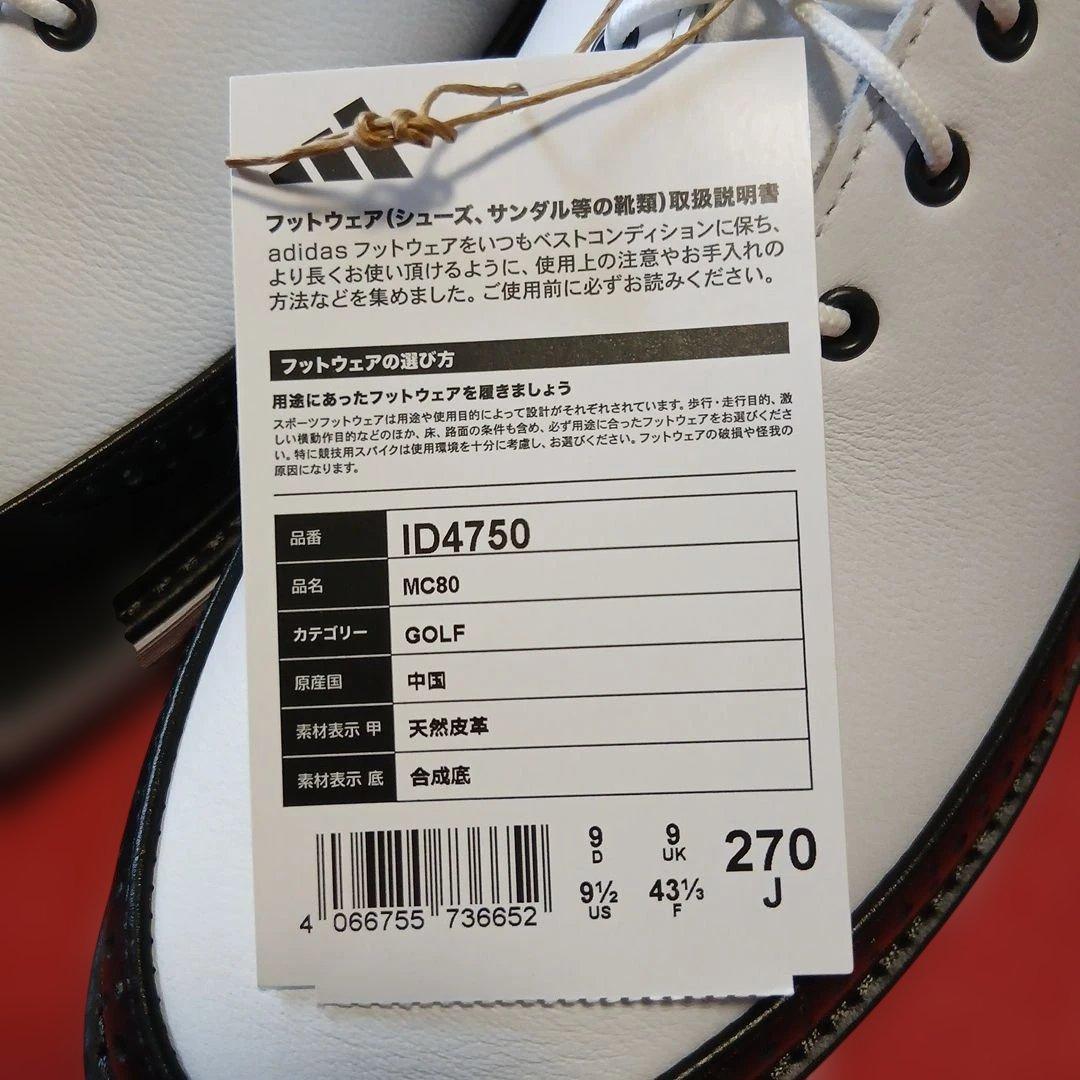 フットウェア(シューズ、サンダル等の靴類)取扱説明書
adidas フットウェアをいつもベストコンディションに保ち、
より長くお使い頂けるように、使用上の注意やお手入れの
方法などを集めました。ご使用前に必ずお読みください。
フットウェアの選び方
用途にあったフットウェアを履きましょう
スポーツフットウェアは用途や使用目的によって設計がそれぞれされています。歩行・走行目的、激
しい横動作目的などのほか、床、路面の条件も含め、必ず用途に合ったフットウェアをお選びくださ
い。特に競技用スパイクは使用環境を十分に考慮し、お選びください。フットウェアの破損や怪我の
原因になります。
品番 ID4750
品名 MC80
カテゴリー GOLF
原産国 中国
素材表示 甲 天然皮革
素材表示 底 合成底
4 066755 736652
9 D 9 UK 270 J
9½ US 43⅓ F